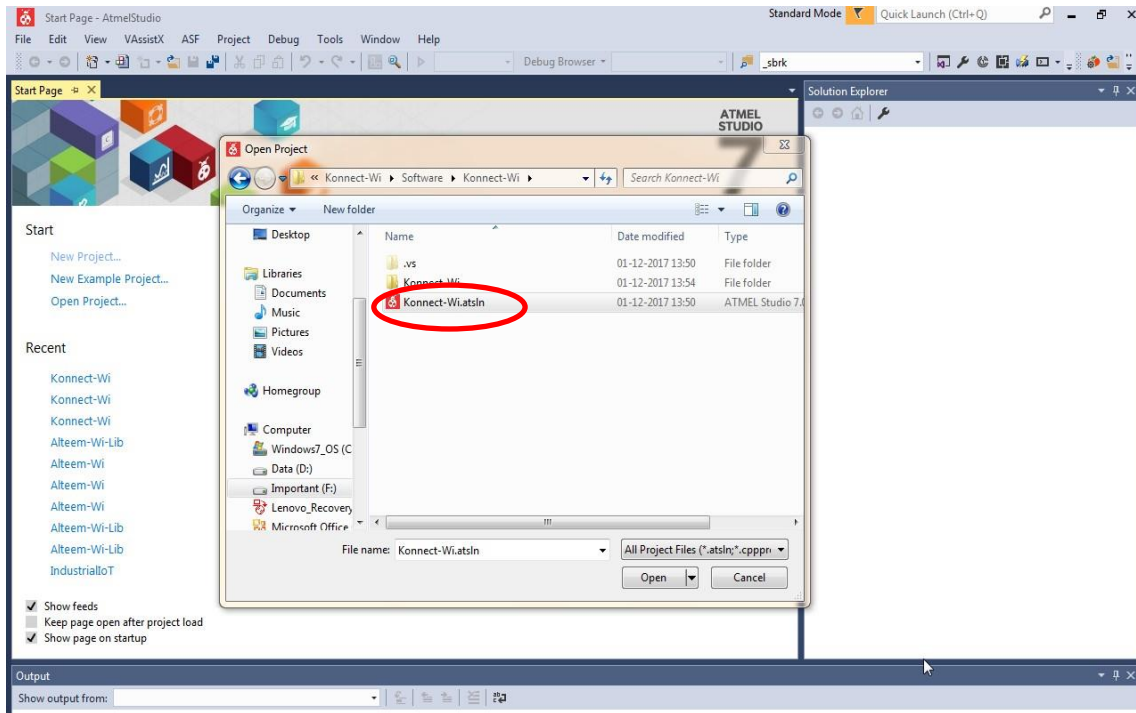 Start Page - AtmelStudio
Standard Mode
Quick Launch (Ctrl+Q)
File Edit View VAssistX ASF Project Debug Tools Window Help
Debug Browser
_sbrk
Start Page
Solution Explorer
ATMEL
STUDIO
7
Open Project
« Konnect-Wi Software Konnect-Wi
Search Konnect-Wi
Organize New folder
Name Date modified Type
Desktop
Libraries
Documents
Music
Pictures
Videos
Homegroup
Computer
Windows7_OS (C
Data (D:)
Important (F:)
Lenovo_Recovery
Microsoft Office
.vs 01-12-2017 13:50 File folder
Konnect-Wi 01-12-2017 13:54 File folder
Konnect-Wi.atsln 01-12-2017 13:50 ATMEL Studio 7.0
File name: Konnect-Wi.atsln
All Project Files (*.atsln;*.cpppr
Open Cancel
Start
New Project...
New Example Project...
Open Project...
Recent
Konnect-Wi
Konnect-Wi
Konnect-Wi
Alteem-Wi-Lib
Alteem-Wi
Alteem-Wi
Alteem-Wi
Alteem-Wi-Lib
Alteem-Wi-Lib
IndustrialIoT
Show feeds
Keep page open after project load
Show page on startup
Output
Show output from: